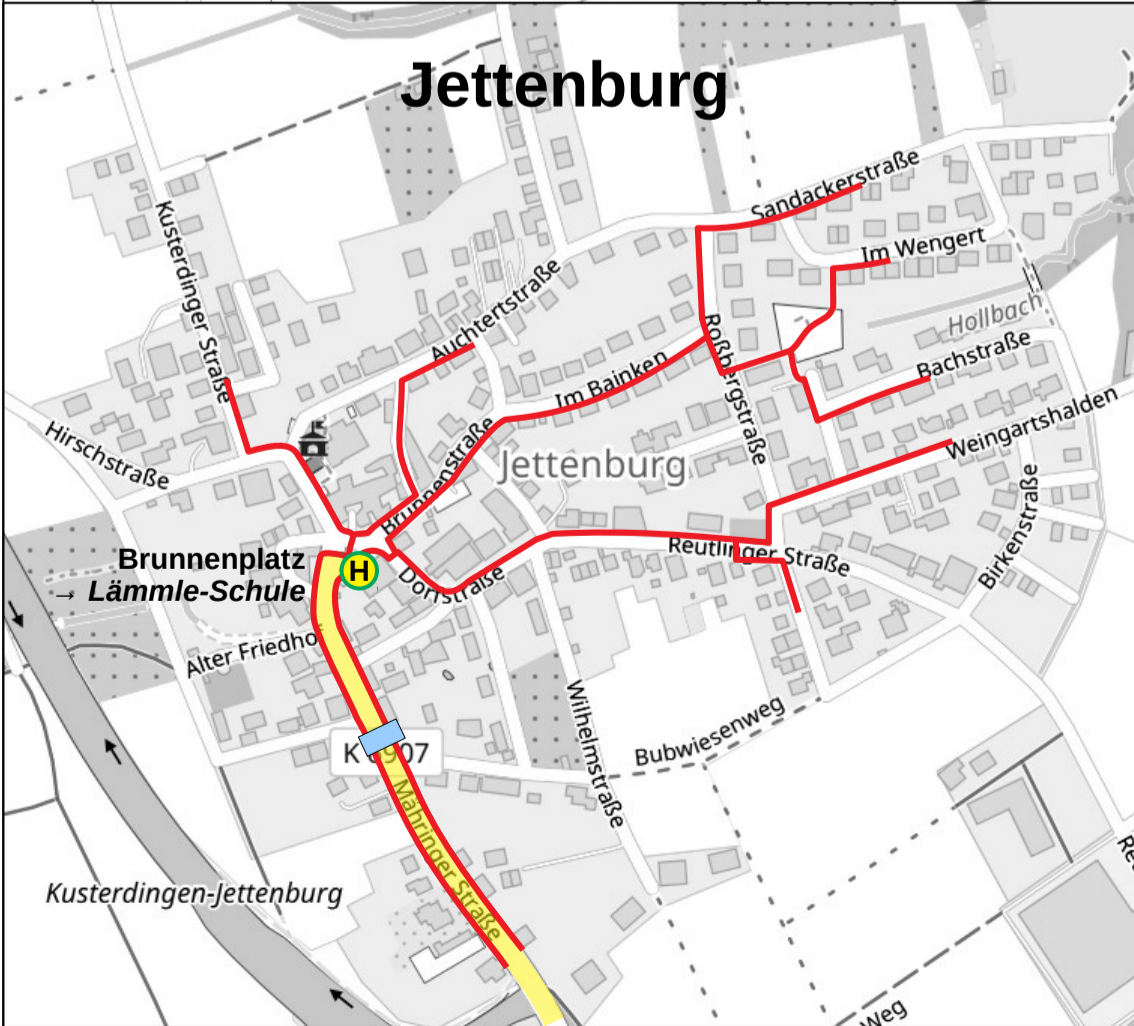 Jettenburg
Sandackerstraße
Kusterdinger Straße
Im Wengert
Auchtertstraße
Hollbach
Roßbergstraße
Bachstraße
Im Bainken
Weingartshalden
Hirschstraße
Brunnenstraße
Jettenburg
Birkenstraße
Reutlinger Straße
Brunnenplatz
→ Lämmle-Schule
H
Dorfstraße
Alter Friedhof
Wilhelmstraße
Bubwiesenweg
Mähringer Straße
Kusterdingen-Jettenburg
Weg